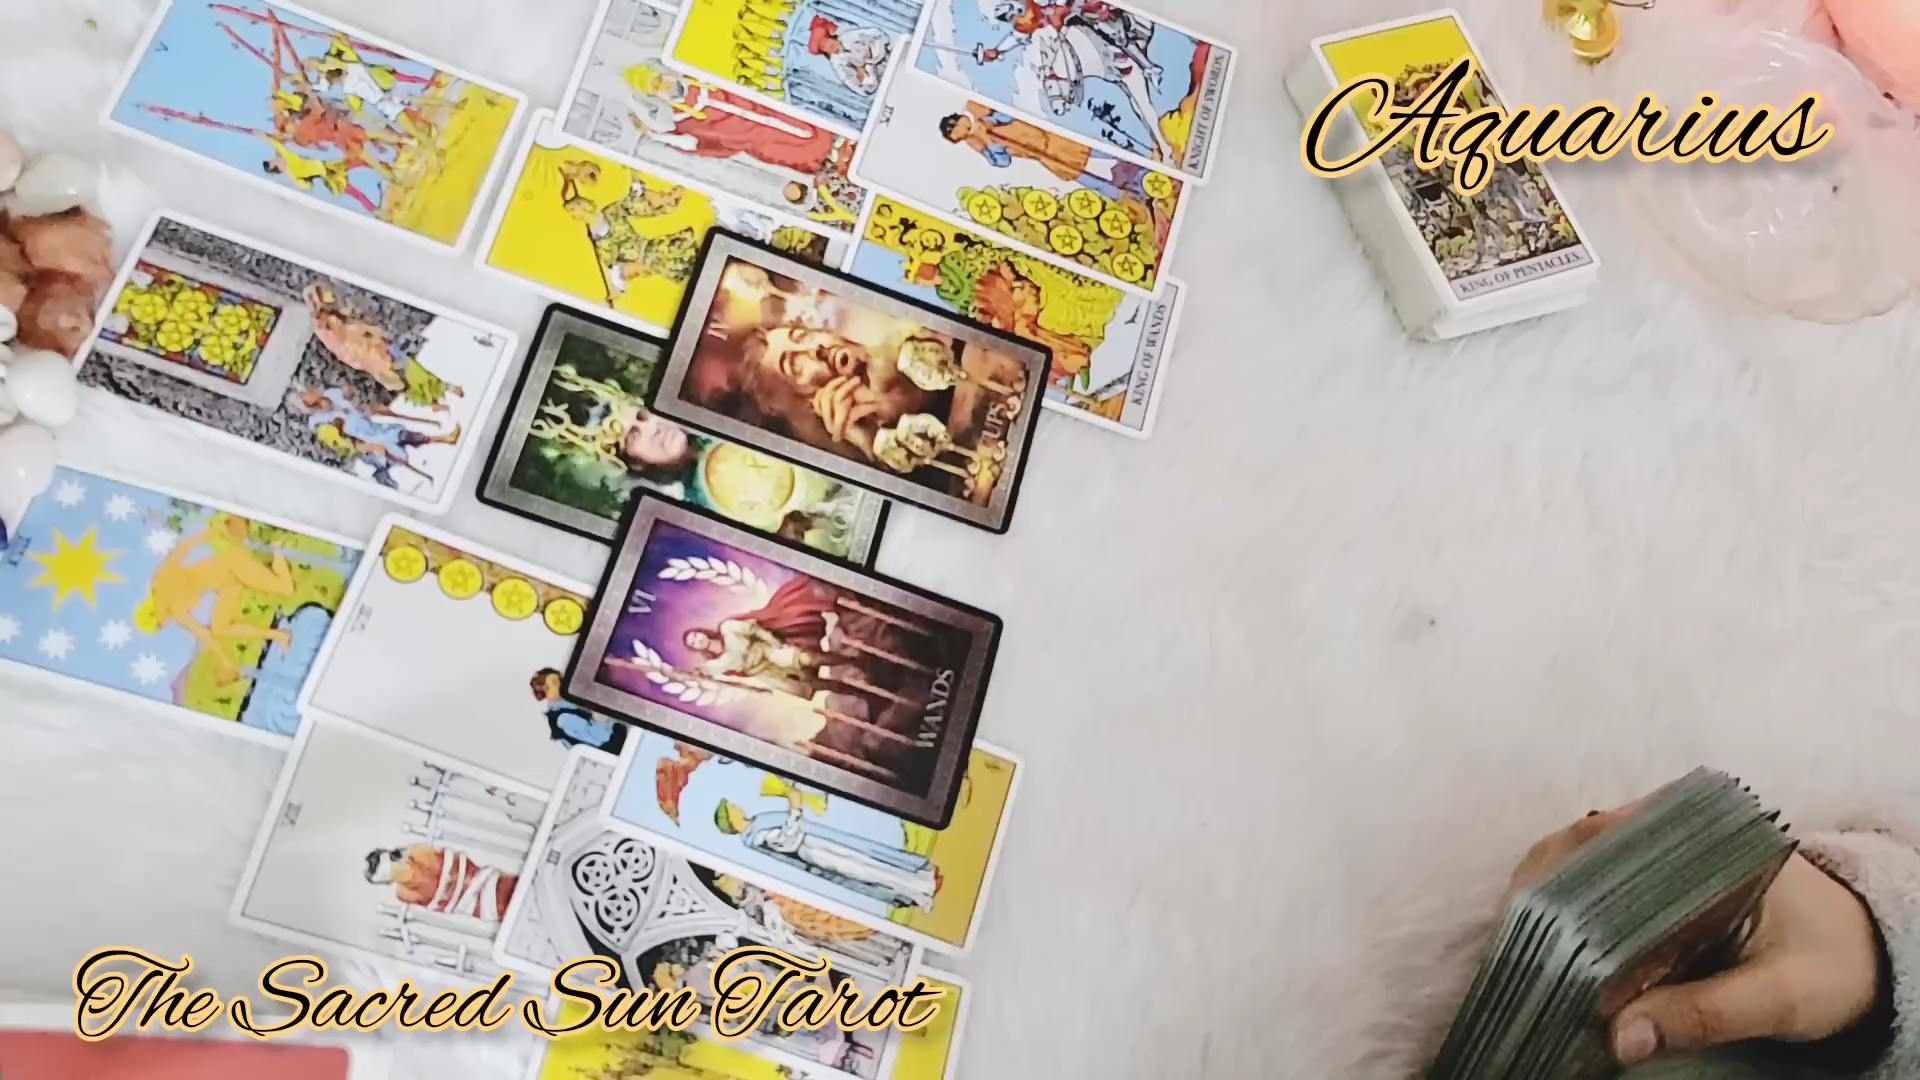 KNIGHT OF SWORDS.
Aquarius
KING OF PENTACLES.
KING OF WANDS
CUPS
VI
WANDS
The Sacred Sun Tarot